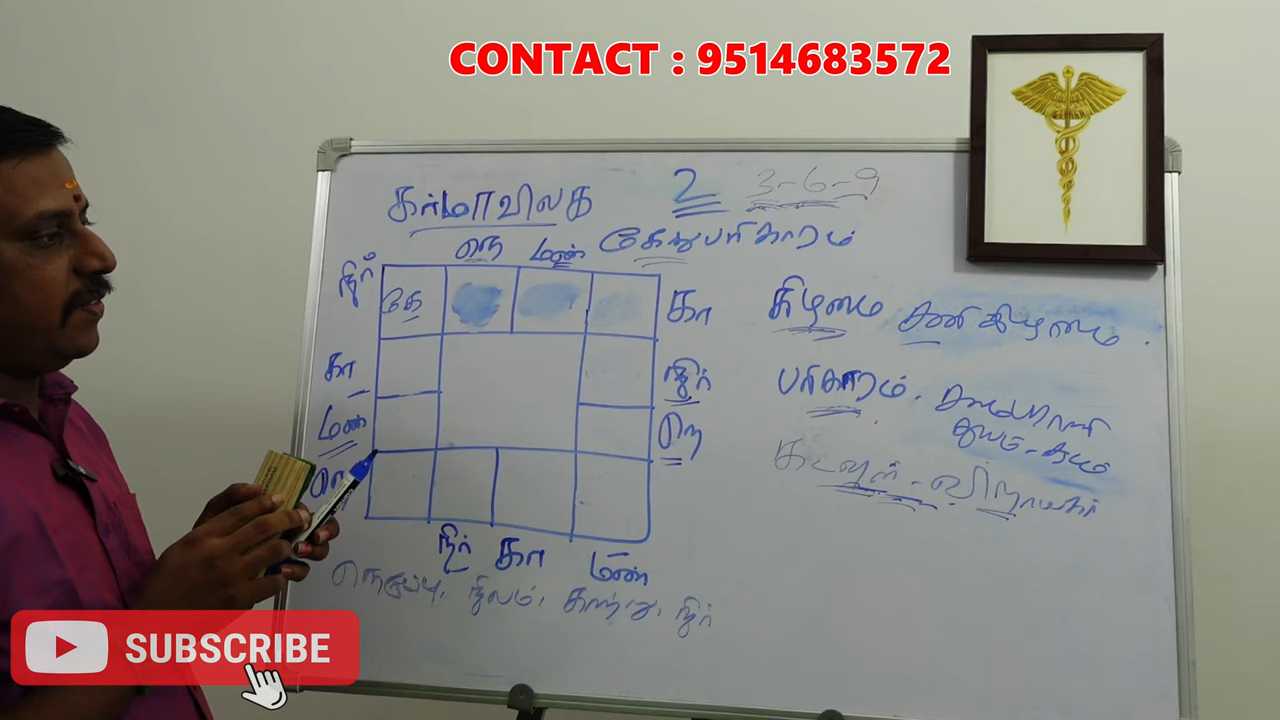 CONTACT : 9514683572
கர்மாவிலக 2 3-6-9
கேதுபரிகாரம்
நீர் நெ மண் கா
கே
கா நீர்
மண் நெ
நெ
நீர் கா மண்
நெருப்பு, நிலம், காற்று, நீர்
கிழமை சனிகிழமை.
பரிகாரம்.
கடவுள் - விநாயகர்
SUBSCRIBE